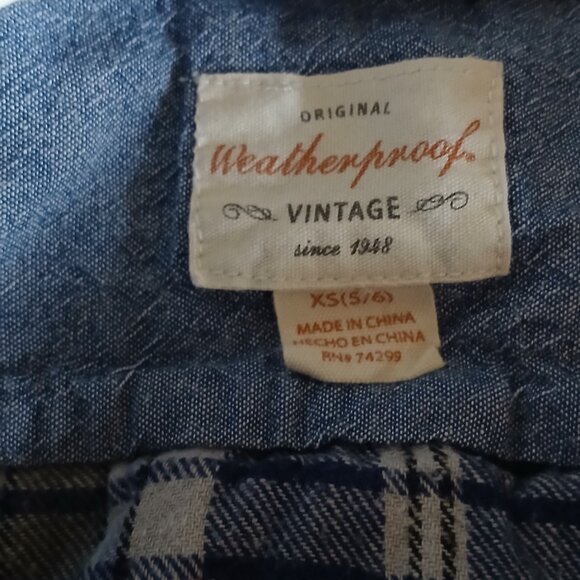 ORIGINAL
Weatherproof®
VINTAGE
since 1948
XS(5/6)
MADE IN CHINA
HECHO EN CHINA
RN# 74299